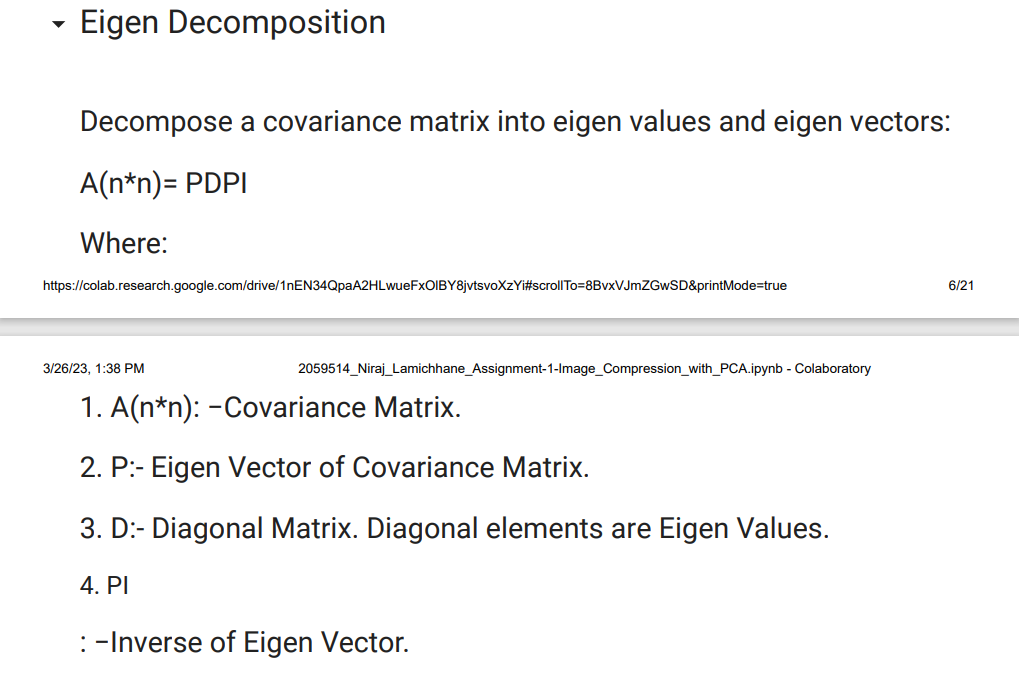 Eigen Decomposition
Decompose a covariance matrix into eigen values and eigen vectors:
A(n*n)= PDPI
Where:
https://colab.research.google.com/drive/1nEN34QpaA2HLwueFxOlBY8jvtsvoXzYi#scrollTo=8BvxVJmZGwSD&printMode=true 6/21
3/26/23, 1:38 PM 2059514_Niraj_Lamichhane_Assignment-1-Image_Compression_with_PCA.ipynb - Colaboratory
1. A(n*n): −Covariance Matrix.
2. P:- Eigen Vector of Covariance Matrix.
3. D:- Diagonal Matrix. Diagonal elements are Eigen Values.
4. PI
: −Inverse of Eigen Vector.